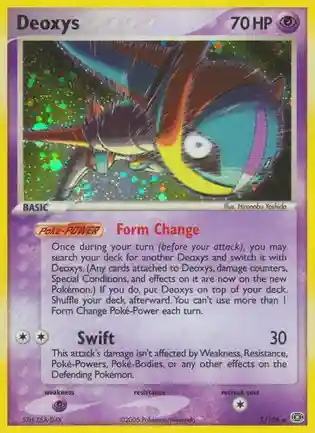 Deoxys 70 HP
Illus. Hironobu Yoshida
BASIC
Poké-POWER Form Change
Once during your turn (before your attack), you may
search your deck for another Deoxys and switch it with
Deoxys. (Any cards attached to Deoxys, damage counters,
Special Conditions, and effects on it are now on the new
Pokémon.) If you do, put Deoxys on top of your deck.
Shuffle your deck, afterward. You can't use more than 1
Form Change Poké-Power each turn.
Swift 30
This attack's damage isn't affected by Weakness, Resistance,
Poké-Powers, Poké-Bodies, or any other effects on the
Defending Pokémon.
weakness resistance retreat cost
©2005 Pokémon/Nintendo